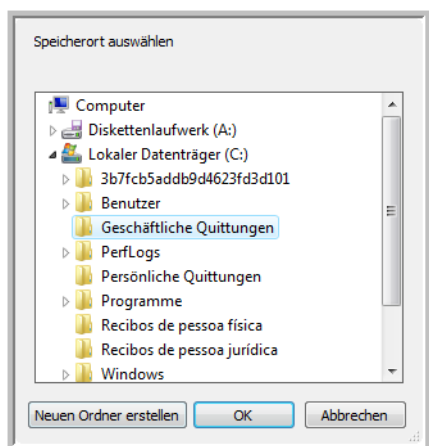 Speicherort auswählen
Computer
Diskettenlaufwerk (A:)
Lokaler Datenträger (C:)
3b7fcb5addb9d4623fd3d101
Benutzer
Geschäftliche Quittungen
PerfLogs
Persönliche Quittungen
Programme
Recibos de pessoa física
Recibos de pessoa jurídica
Windows
Neuen Ordner erstellen OK Abbrechen